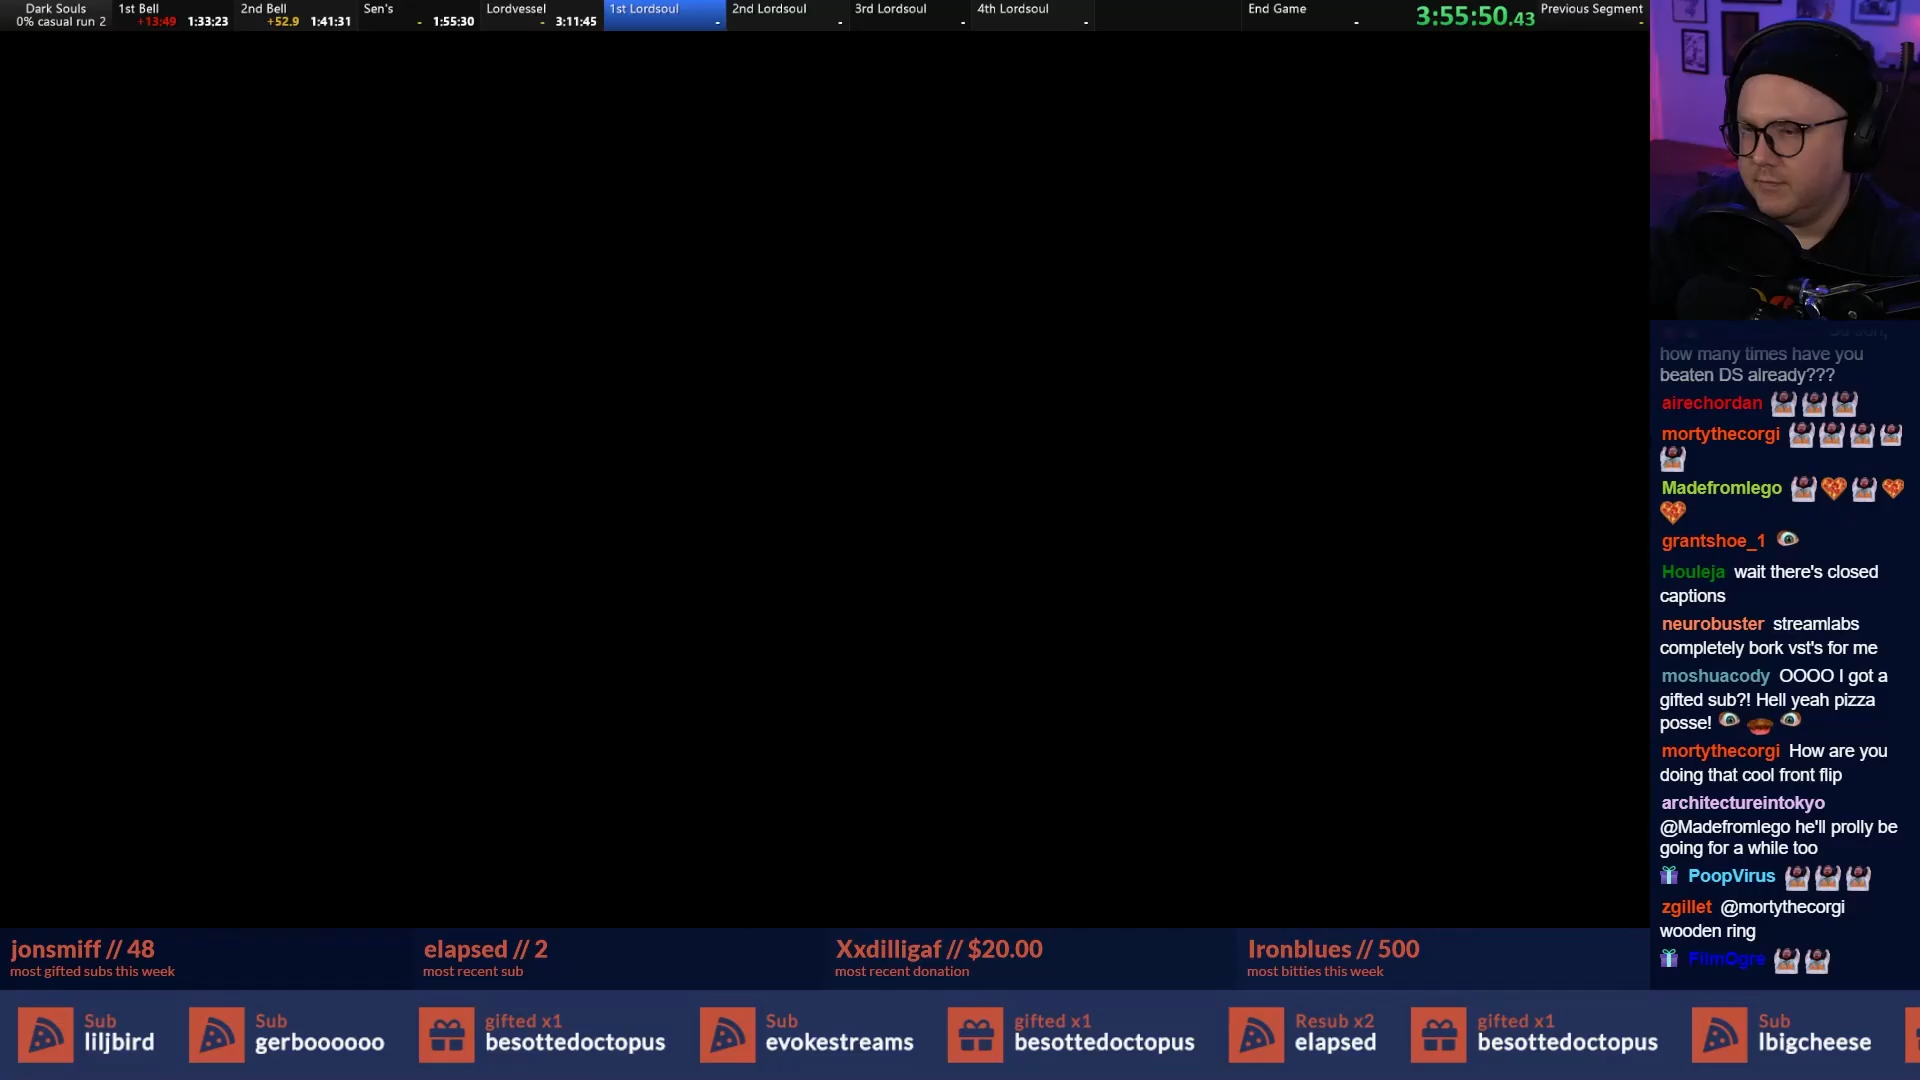 Dark Souls
0% casual run 2
1st Bell
+13:49 1:33:23
2nd Bell
+52.9 1:41:31
Sen's
- 1:55:30
Lordvessel
- 3:11:45
1st Lordsoul
-
2nd Lordsoul
-
3rd Lordsoul
-
4th Lordsoul
-
End Game
-
3:55:50.43
Previous Segment
-
how many times have you
beaten DS already???
airechordan
mortythecorgi
Madefromlego
grantshoe_1
Houleja wait there's closed
captions
neurobuster streamlabs
completely bork vst's for me
moshuacody OOOO I got a
gifted sub?! Hell yeah pizza
posse!
mortythecorgi How are you
doing that cool front flip
architectureintokyo
@Madefromlego he'll prolly be
going for a while too
PoopVirus
zgillet @mortythecorgi
wooden ring
FilmOgre
jonsmiff // 48
most gifted subs this week
elapsed // 2
most recent sub
Xxdilligaf // $20.00
most recent donation
Ironblues // 500
most bitties this week
Sub
liljbird
Sub
gerboooooo
gifted x1
besottedoctopus
Sub
evokestreams
gifted x1
besottedoctopus
Resub x2
elapsed
gifted x1
besottedoctopus
Sub
lbigcheese